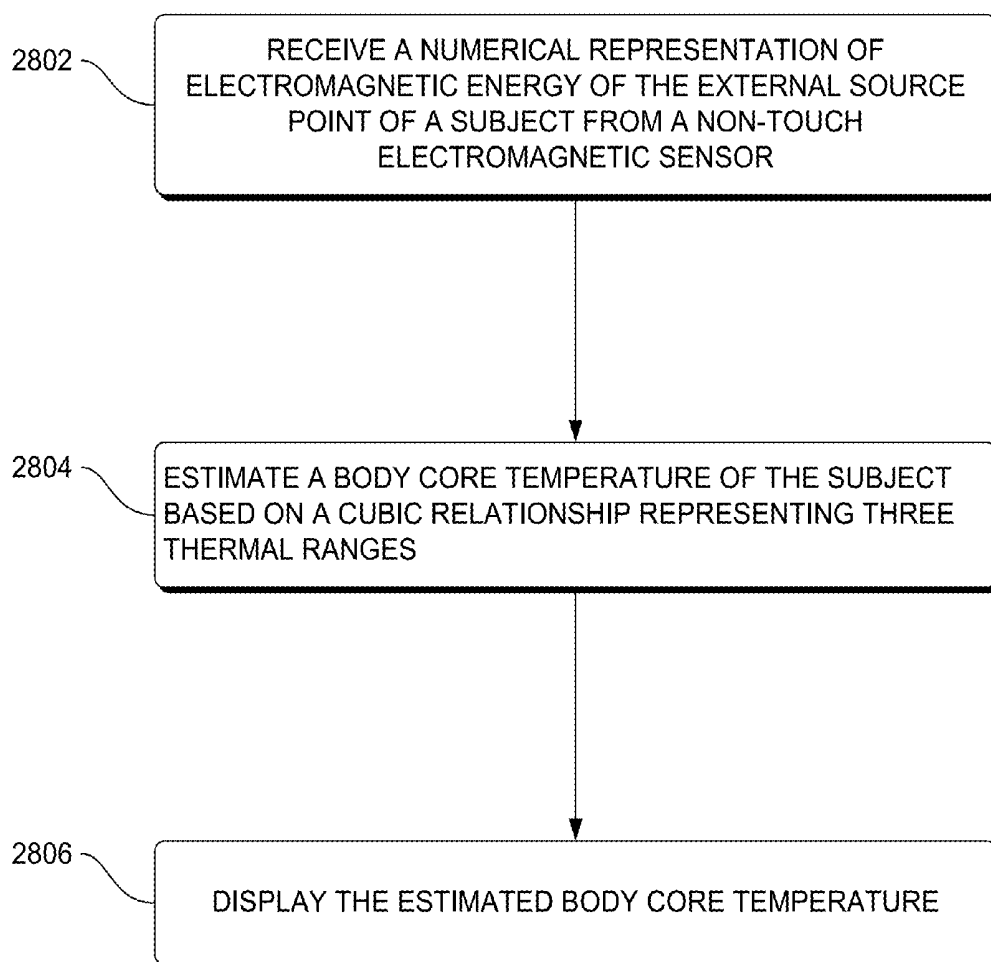 2802
RECEIVE A NUMERICAL REPRESENTATION OF
ELECTROMAGNETIC ENERGY OF THE EXTERNAL SOURCE
POINT OF A SUBJECT FROM A NON-TOUCH
ELECTROMAGNETIC SENSOR
2804
ESTIMATE A BODY CORE TEMPERATURE OF THE SUBJECT
BASED ON A CUBIC RELATIONSHIP REPRESENTING THREE
THERMAL RANGES
2806
DISPLAY THE ESTIMATED BODY CORE TEMPERATURE